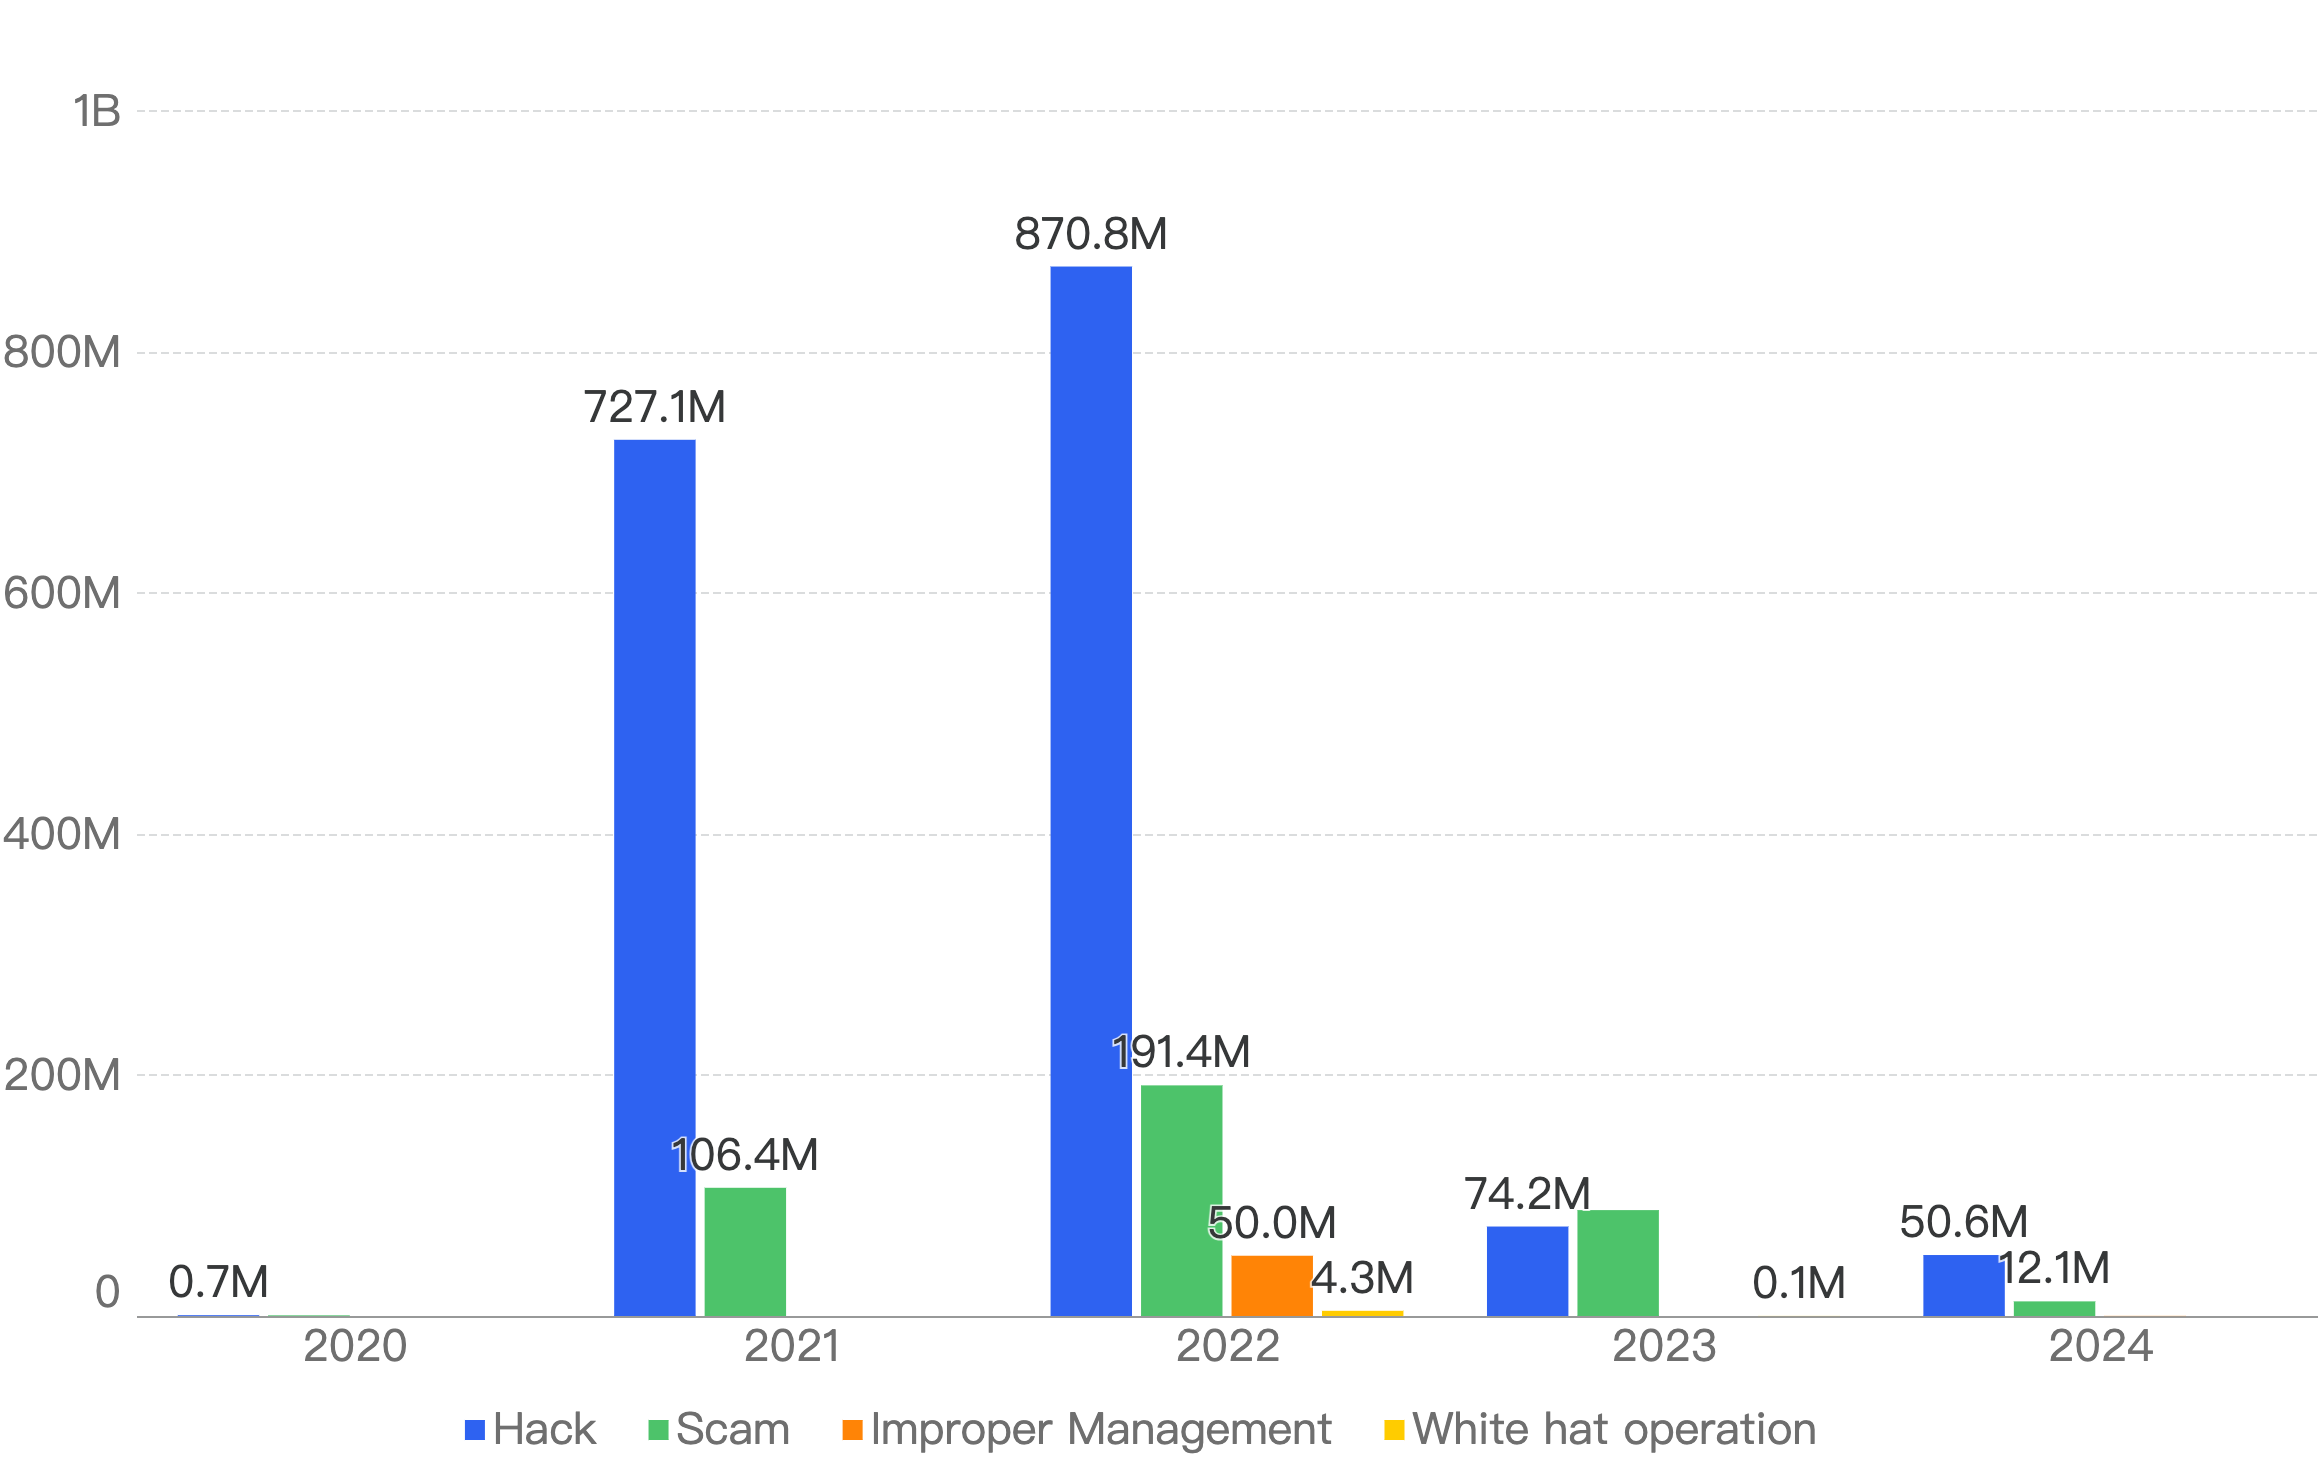 1B
800M
600M
400M
200M
0
0.7M
727.1M
106.4M
870.8M
191.4M
50.0M
4.3M
74.2M
0.1M
50.6M
12.1M
2020
2021
2022
2023
2024
Hack
Scam
Improper Management
White hat operation